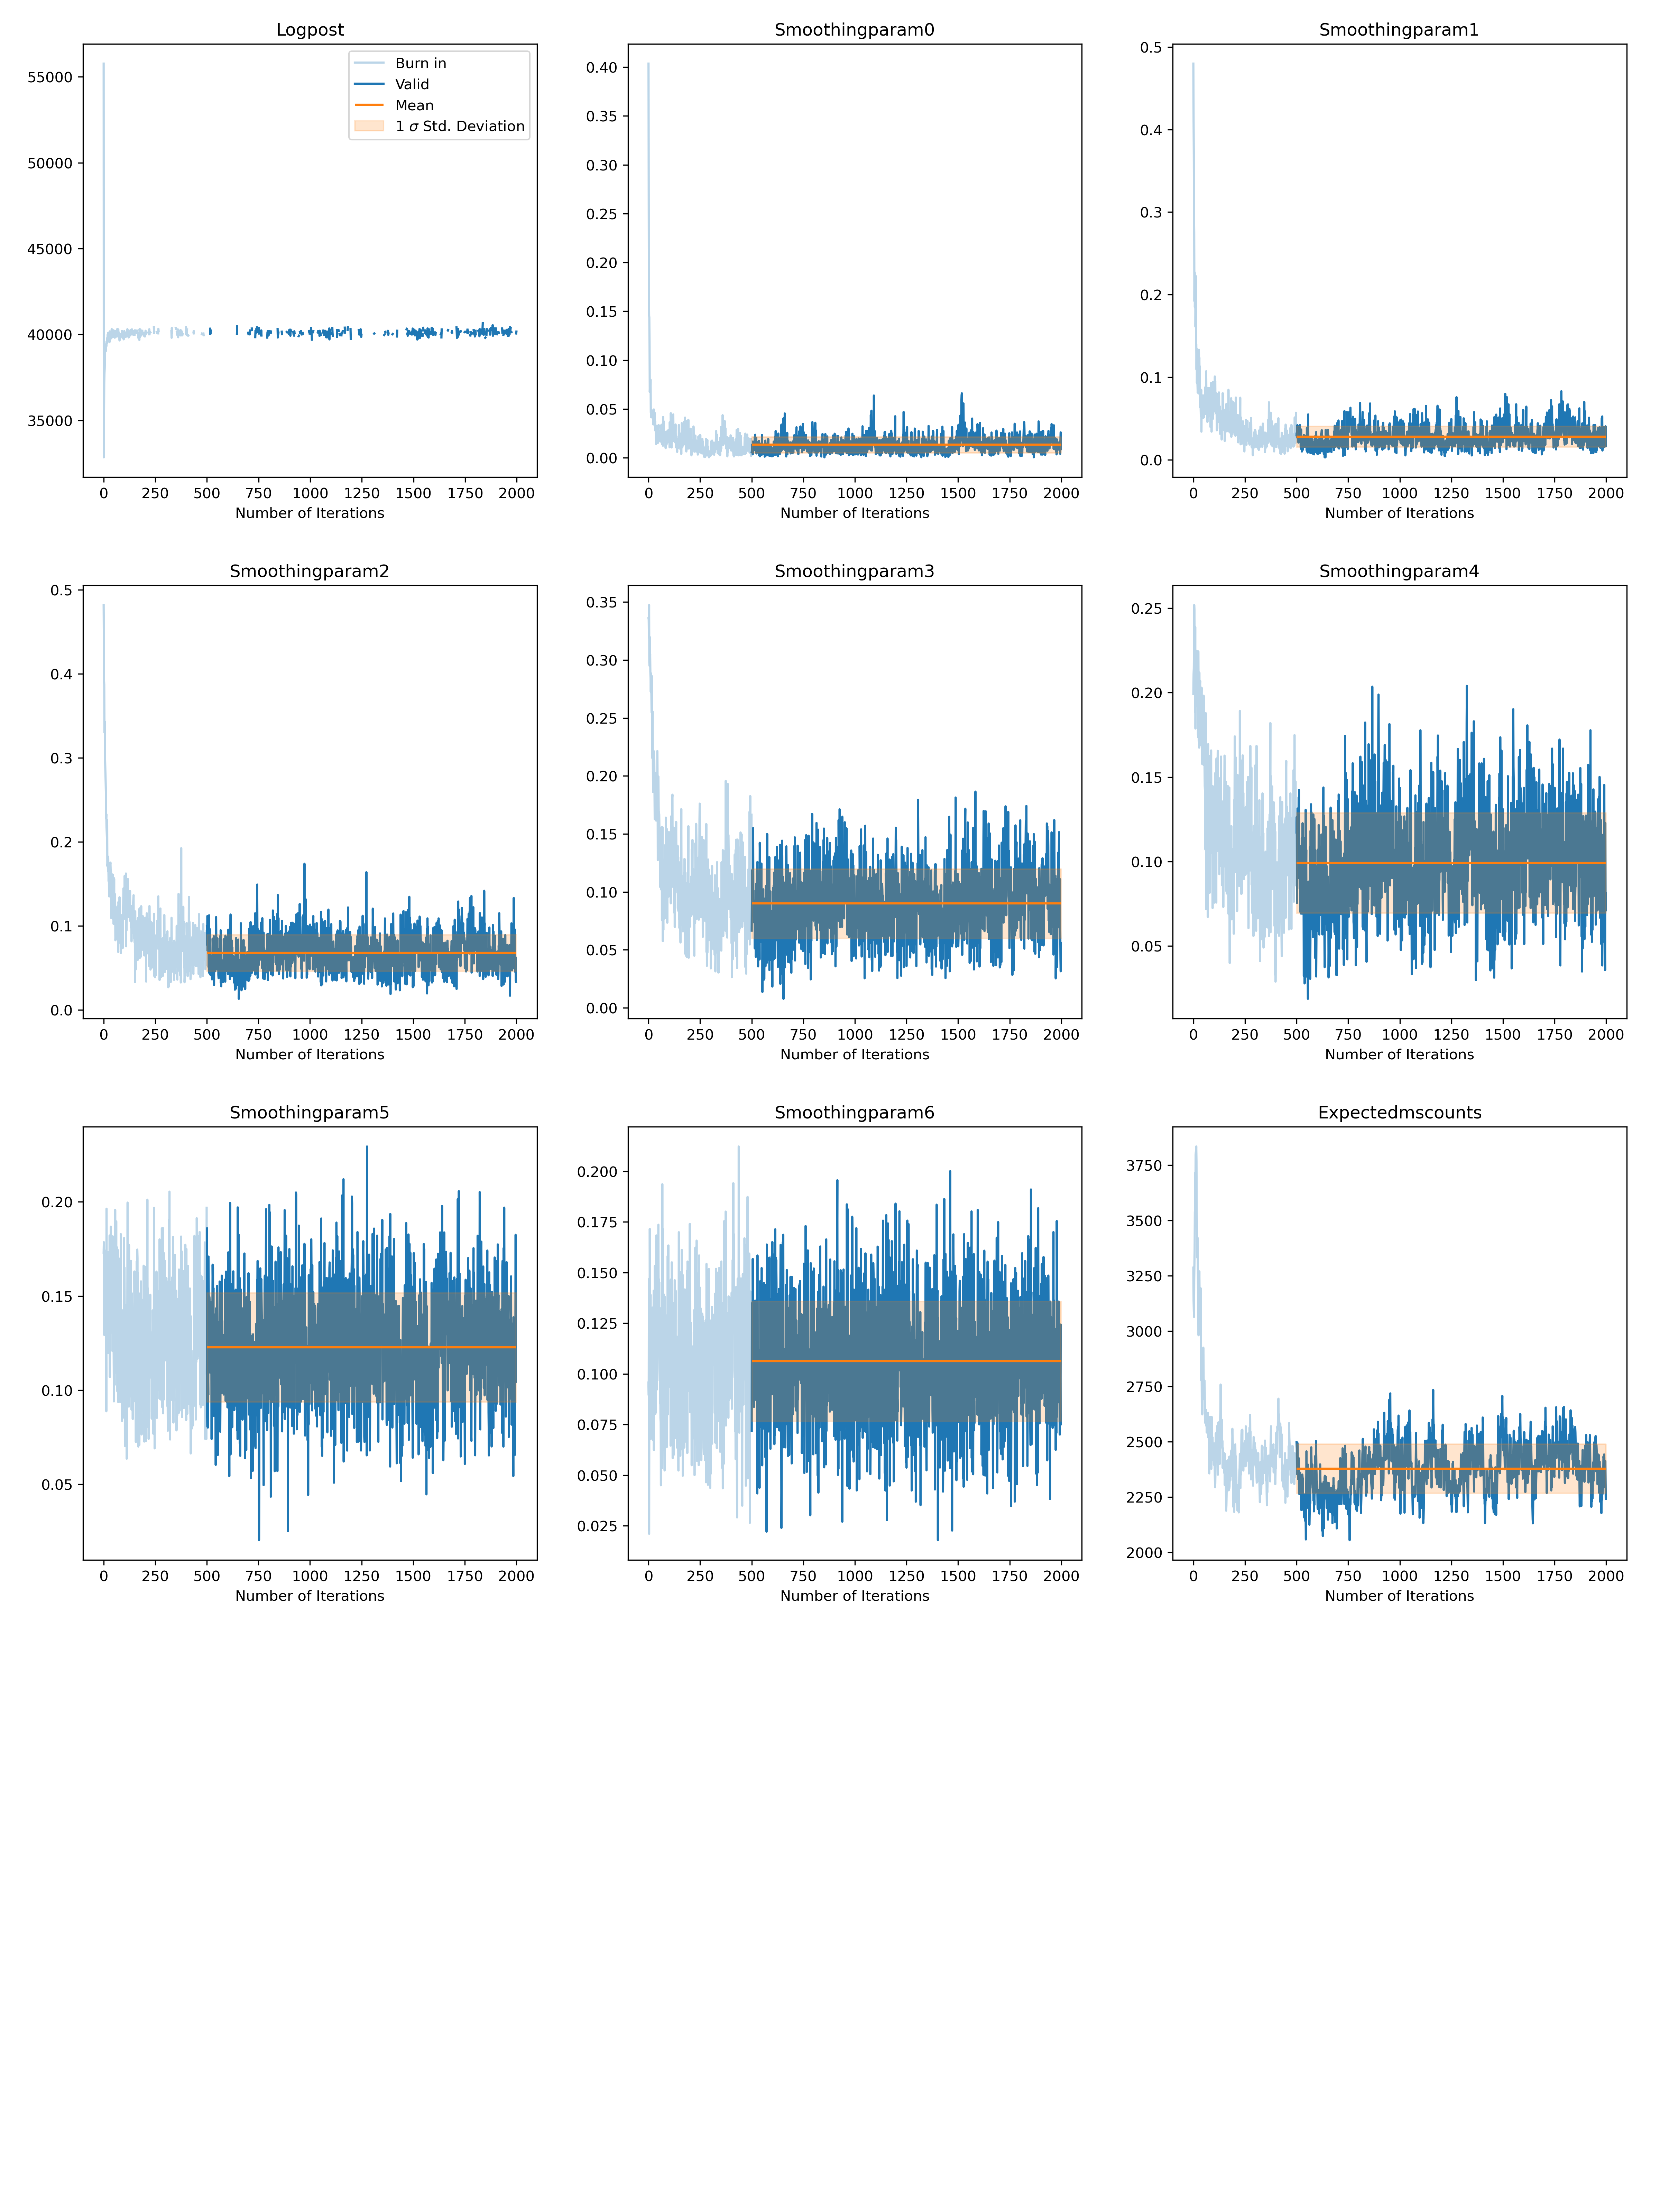 Logpost
Burn in
Valid
Mean
1 σ Std. Deviation
55000
50000
45000
40000
35000
0 250 500 750 1000 1250 1500 1750 2000
Number of Iterations
Smoothingparam0
0.40
0.35
0.30
0.25
0.20
0.15
0.10
0.05
0.00
0 250 500 750 1000 1250 1500 1750 2000
Number of Iterations
Smoothingparam1
0.5
0.4
0.3
0.2
0.1
0.0
0 250 500 750 1000 1250 1500 1750 2000
Number of Iterations
Smoothingparam2
0.5
0.4
0.3
0.2
0.1
0.0
0 250 500 750 1000 1250 1500 1750 2000
Number of Iterations
Smoothingparam3
0.35
0.30
0.25
0.20
0.15
0.10
0.05
0.00
0 250 500 750 1000 1250 1500 1750 2000
Number of Iterations
Smoothingparam4
0.25
0.20
0.15
0.10
0.05
0 250 500 750 1000 1250 1500 1750 2000
Number of Iterations
Smoothingparam5
0.20
0.15
0.10
0.05
0 250 500 750 1000 1250 1500 1750 2000
Number of Iterations
Smoothingparam6
0.200
0.175
0.150
0.125
0.100
0.075
0.050
0.025
0 250 500 750 1000 1250 1500 1750 2000
Number of Iterations
Expectedmscounts
3750
3500
3250
3000
2750
2500
2250
2000
0 250 500 750 1000 1250 1500 1750 2000
Number of Iterations